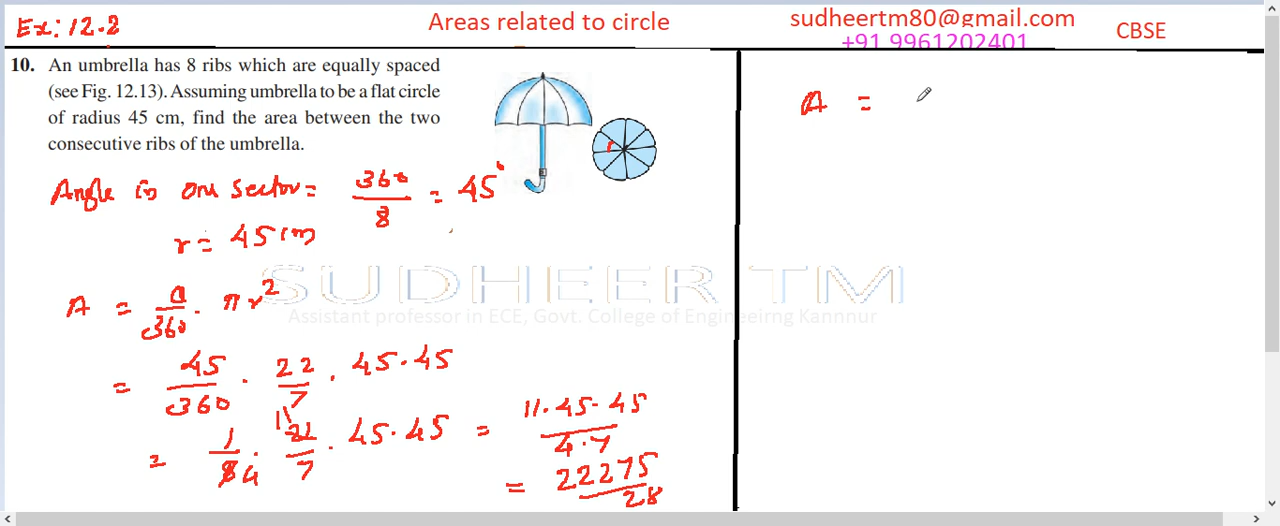 Ex: 12.2
Areas related to circle
sudheertm80@gmail.com
+91 9961202401
CBSE
10. An umbrella has 8 ribs which are equally spaced
(see Fig. 12.13). Assuming umbrella to be a flat circle
of radius 45 cm, find the area between the two
consecutive ribs of the umbrella.
r
Angle in one sector = 360/8 = 45°
r = 45 cm
SUDHEER TM
Assistant professor in ECE, Govt. College of Engineeirng Kannnur
A = θ/360 . πr²
= 45/360 . 22/7 . 45.45
= 1/8 4 . 22 11/7 . 45.45 = 11.45.45/4.7
= 22275/28
A =